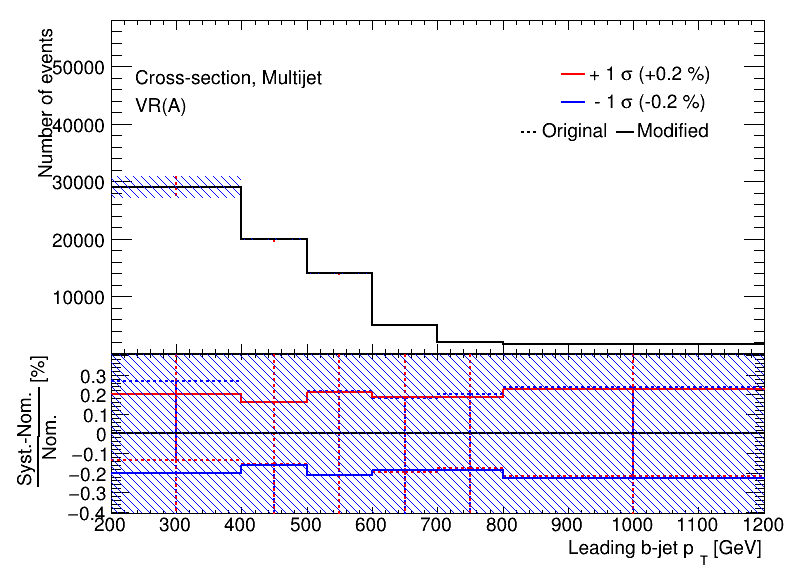 Number of events
50000
40000
30000
20000
10000
Cross-section, Multijet
VR(A)
+ 1 σ (+0.2 %)
- 1 σ (-0.2 %)
Original
Modified
Syst.-Nom.
Nom.
[%]
0.3
0.2
0.1
0
−0.1
−0.2
−0.3
−0.4
200 300 400 500 600 700 800 900 1000 1100 1200
Leading b-jet p T [GeV]